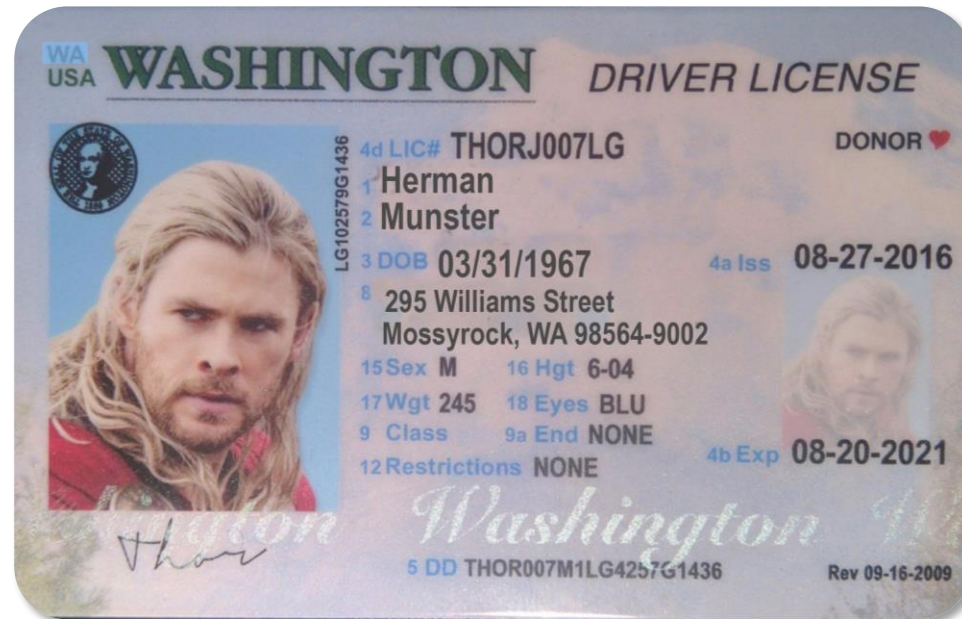 WA
USA
WASHINGTON
DRIVER LICENSE
LG102579G1436
4d LIC# THORJ007LG
DONOR
1 Herman
2 Munster
3 DOB 03/31/1967
4a Iss 08-27-2016
8 295 Williams Street
Mossyrock, WA 98564-9002
15 Sex M 16 Hgt 6-04
17 Wgt 245 18 Eyes BLU
9 Class 9a End NONE
4b Exp 08-20-2021
12 Restrictions NONE
Washington
Thor
5 DD THOR007M1LG4257G1436
Rev 09-16-2009